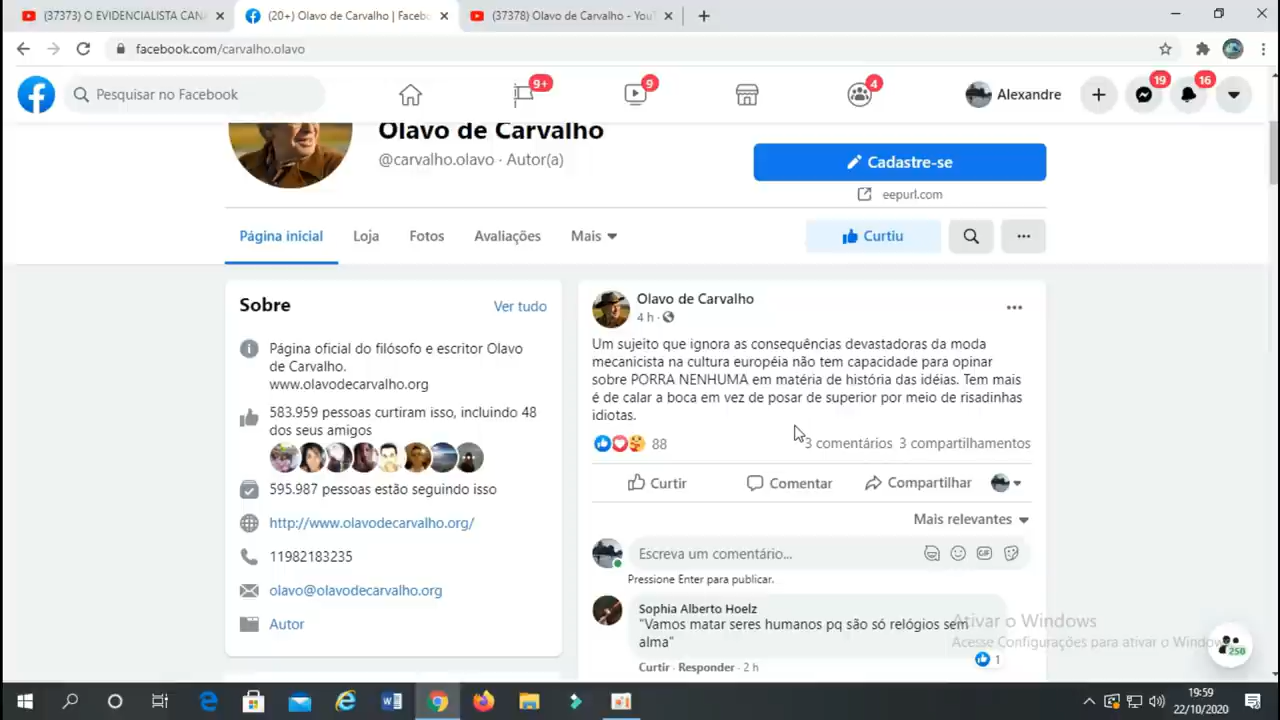 (37373) O EVIDENCIALISTA CANA
(20+) Olavo de Carvalho | Facebo
(37378) Olavo de Carvalho - YouT
facebook.com/carvalho.olavo
Pesquisar no Facebook
9+
9
4
Alexandre
19
16
Olavo de Carvalho
@carvalho.olavo · Autor(a)
Cadastre-se
eepurl.com
Página inicial
Loja
Fotos
Avaliações
Mais
Curtiu
Sobre
Ver tudo
Página oficial do filósofo e escritor Olavo
de Carvalho.
www.olavodecarvalho.org
583.959 pessoas curtiram isso, incluindo 48
dos seus amigos
595.987 pessoas estão seguindo isso
http://www.olavodecarvalho.org/
11982183235
olavo@olavodecarvalho.org
Autor
Olavo de Carvalho
4 h ·
Um sujeito que ignora as consequências devastadoras da moda
mecanicista na cultura européia não tem capacidade para opinar
sobre PORRA NENHUMA em matéria de história das idéias. Tem mais
é de calar a boca em vez de posar de superior por meio de risadinhas
idiotas.
88
3 comentários 3 compartilhamentos
Curtir
Comentar
Compartilhar
Mais relevantes
Escreva um comentário...
GIF
Pressione Enter para publicar.
Sophia Alberto Hoelz
"Vamos matar seres humanos pq são só relógios sem
alma"
1
Curtir · Responder · 2 h
Ativar o Windows
Acesse Configurações para ativar o Windows
250
19:59
22/10/2020